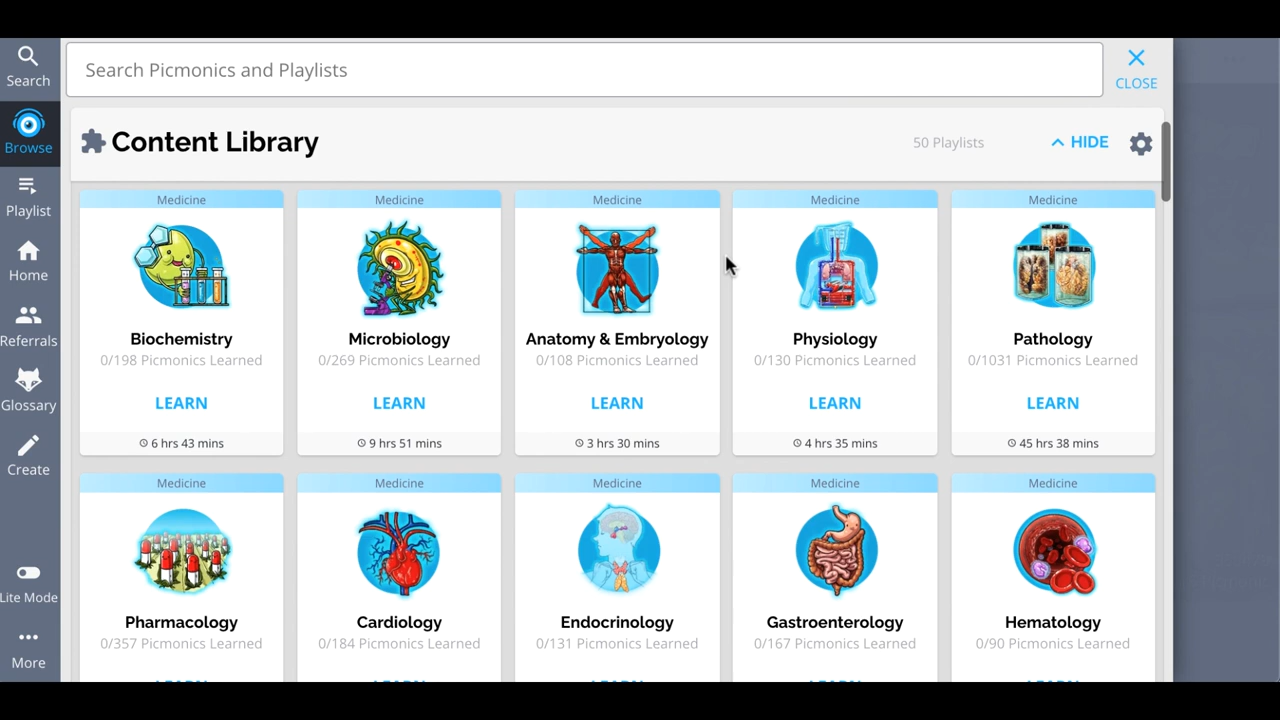 Search Picmonics and Playlists
CLOSE
Search
Browse
Playlist
Home
Referrals
Glossary
Create
Lite Mode
More
Content Library
50 Playlists
HIDE
Medicine
Biochemistry
0/198 Picmonics Learned
LEARN
6 hrs 43 mins
Medicine
Microbiology
0/269 Picmonics Learned
LEARN
9 hrs 51 mins
Medicine
Anatomy & Embryology
0/108 Picmonics Learned
LEARN
3 hrs 30 mins
Medicine
Physiology
0/130 Picmonics Learned
LEARN
4 hrs 35 mins
Medicine
Pathology
0/1031 Picmonics Learned
LEARN
45 hrs 38 mins
Medicine
Pharmacology
0/357 Picmonics Learned
Medicine
Cardiology
0/184 Picmonics Learned
Medicine
Endocrinology
0/131 Picmonics Learned
Medicine
Gastroenterology
0/167 Picmonics Learned
Medicine
Hematology
0/90 Picmonics Learned